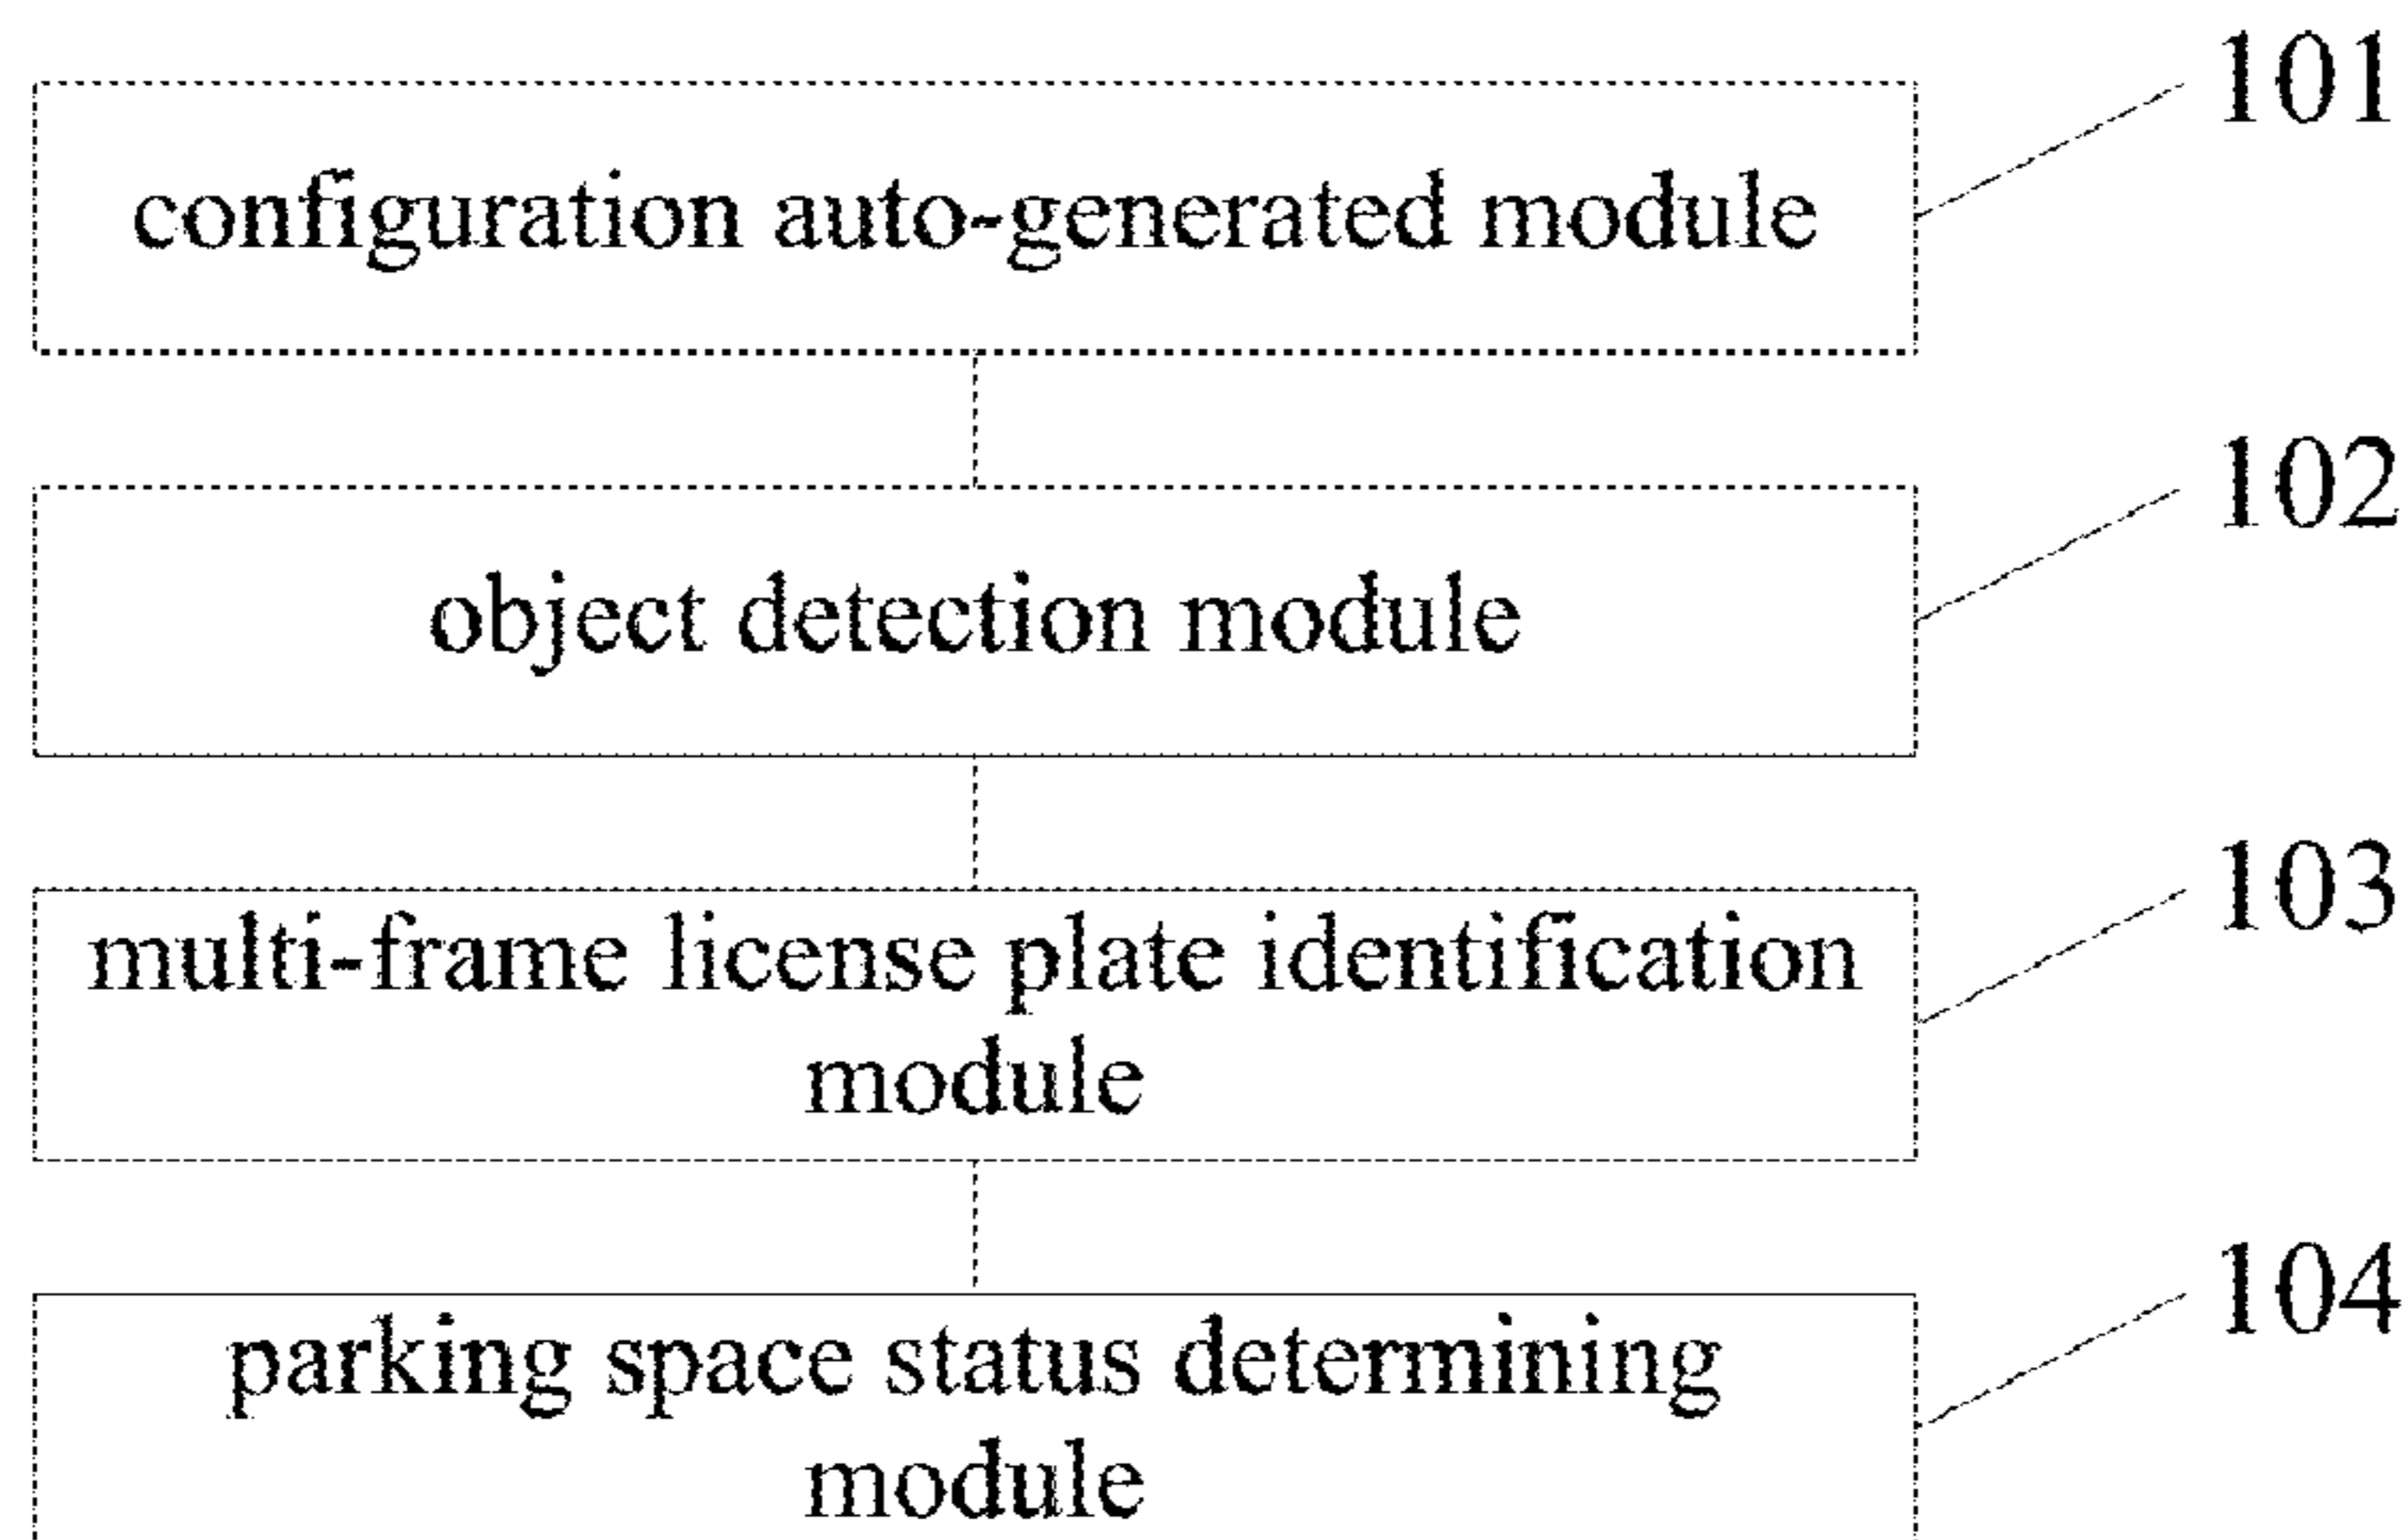 101
configuration auto-generated module
102
object detection module
103
multi-frame license plate identification
module
104
parking space status determining
module